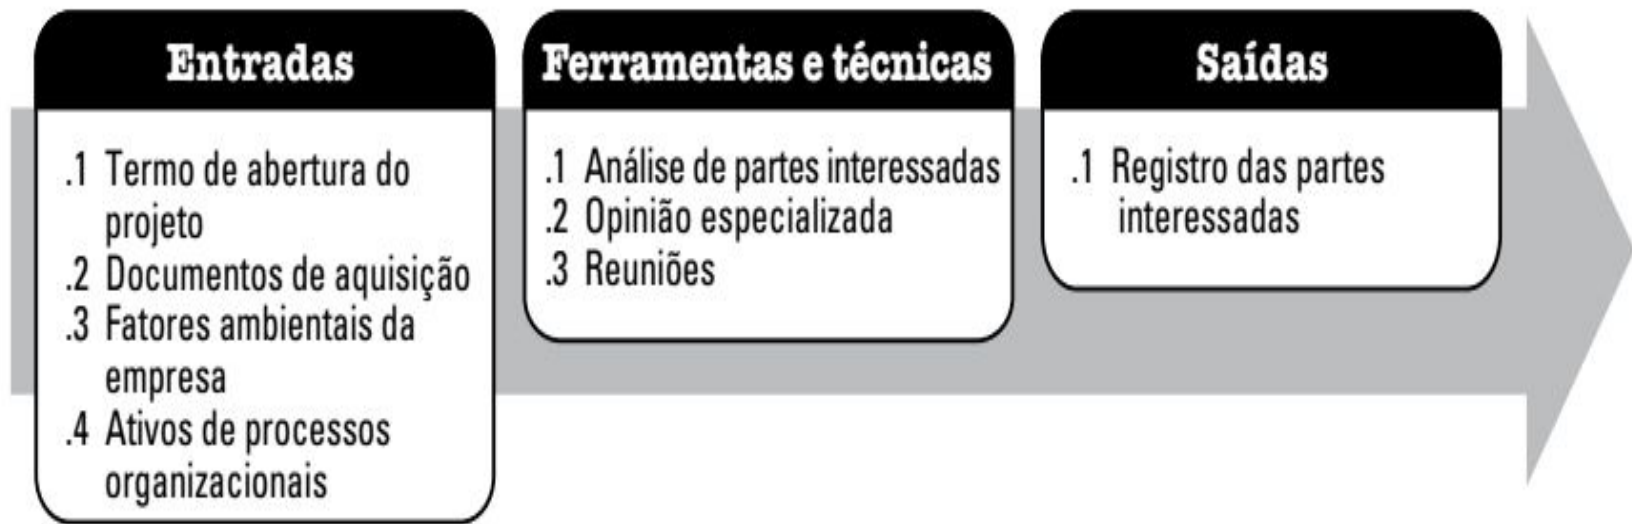 Entradas
.1 Termo de abertura do
projeto
.2 Documentos de aquisição
.3 Fatores ambientais da
empresa
.4 Ativos de processos
organizacionais
Ferramentas e técnicas
.1 Análise de partes interessadas
.2 Opinião especializada
.3 Reuniões
Saídas
.1 Registro das partes
interessadas